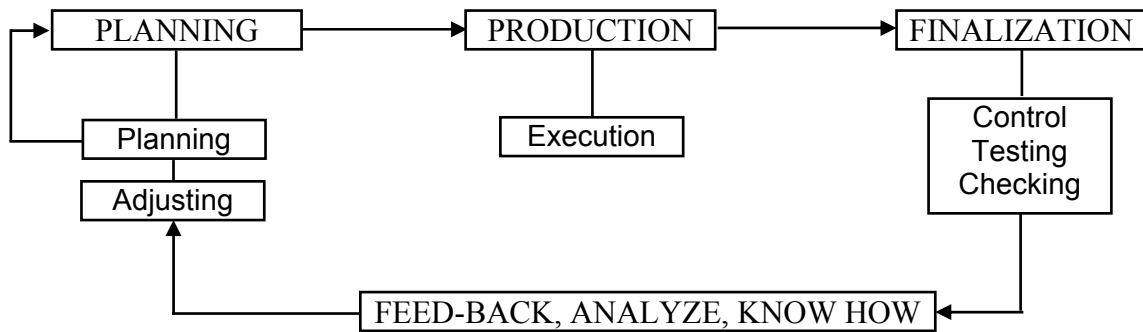 PLANNING
PRODUCTION
FINALIZATION
Planning
Execution
Control
Testing
Checking
Adjusting
FEED-BACK, ANALYZE, KNOW HOW